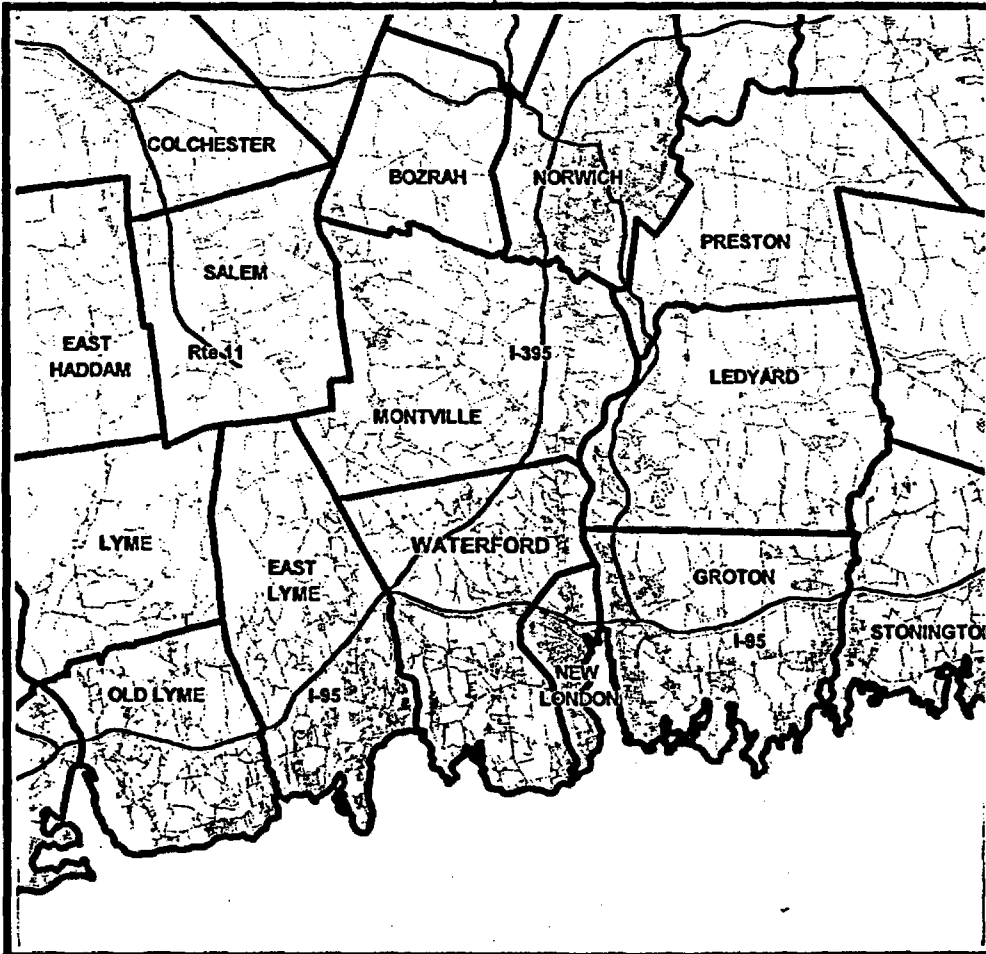 COLCHESTER
BOZRAH
NORWICH
PRESTON
SALEM
EAST
HADDAM
Rte 11
I-395
LEDYARD
MONTVILLE
LYME
EAST
LYME
WATERFORD
GROTON
STONINGTO
I-95
NEW
LONDON
OLD LYME
I-95